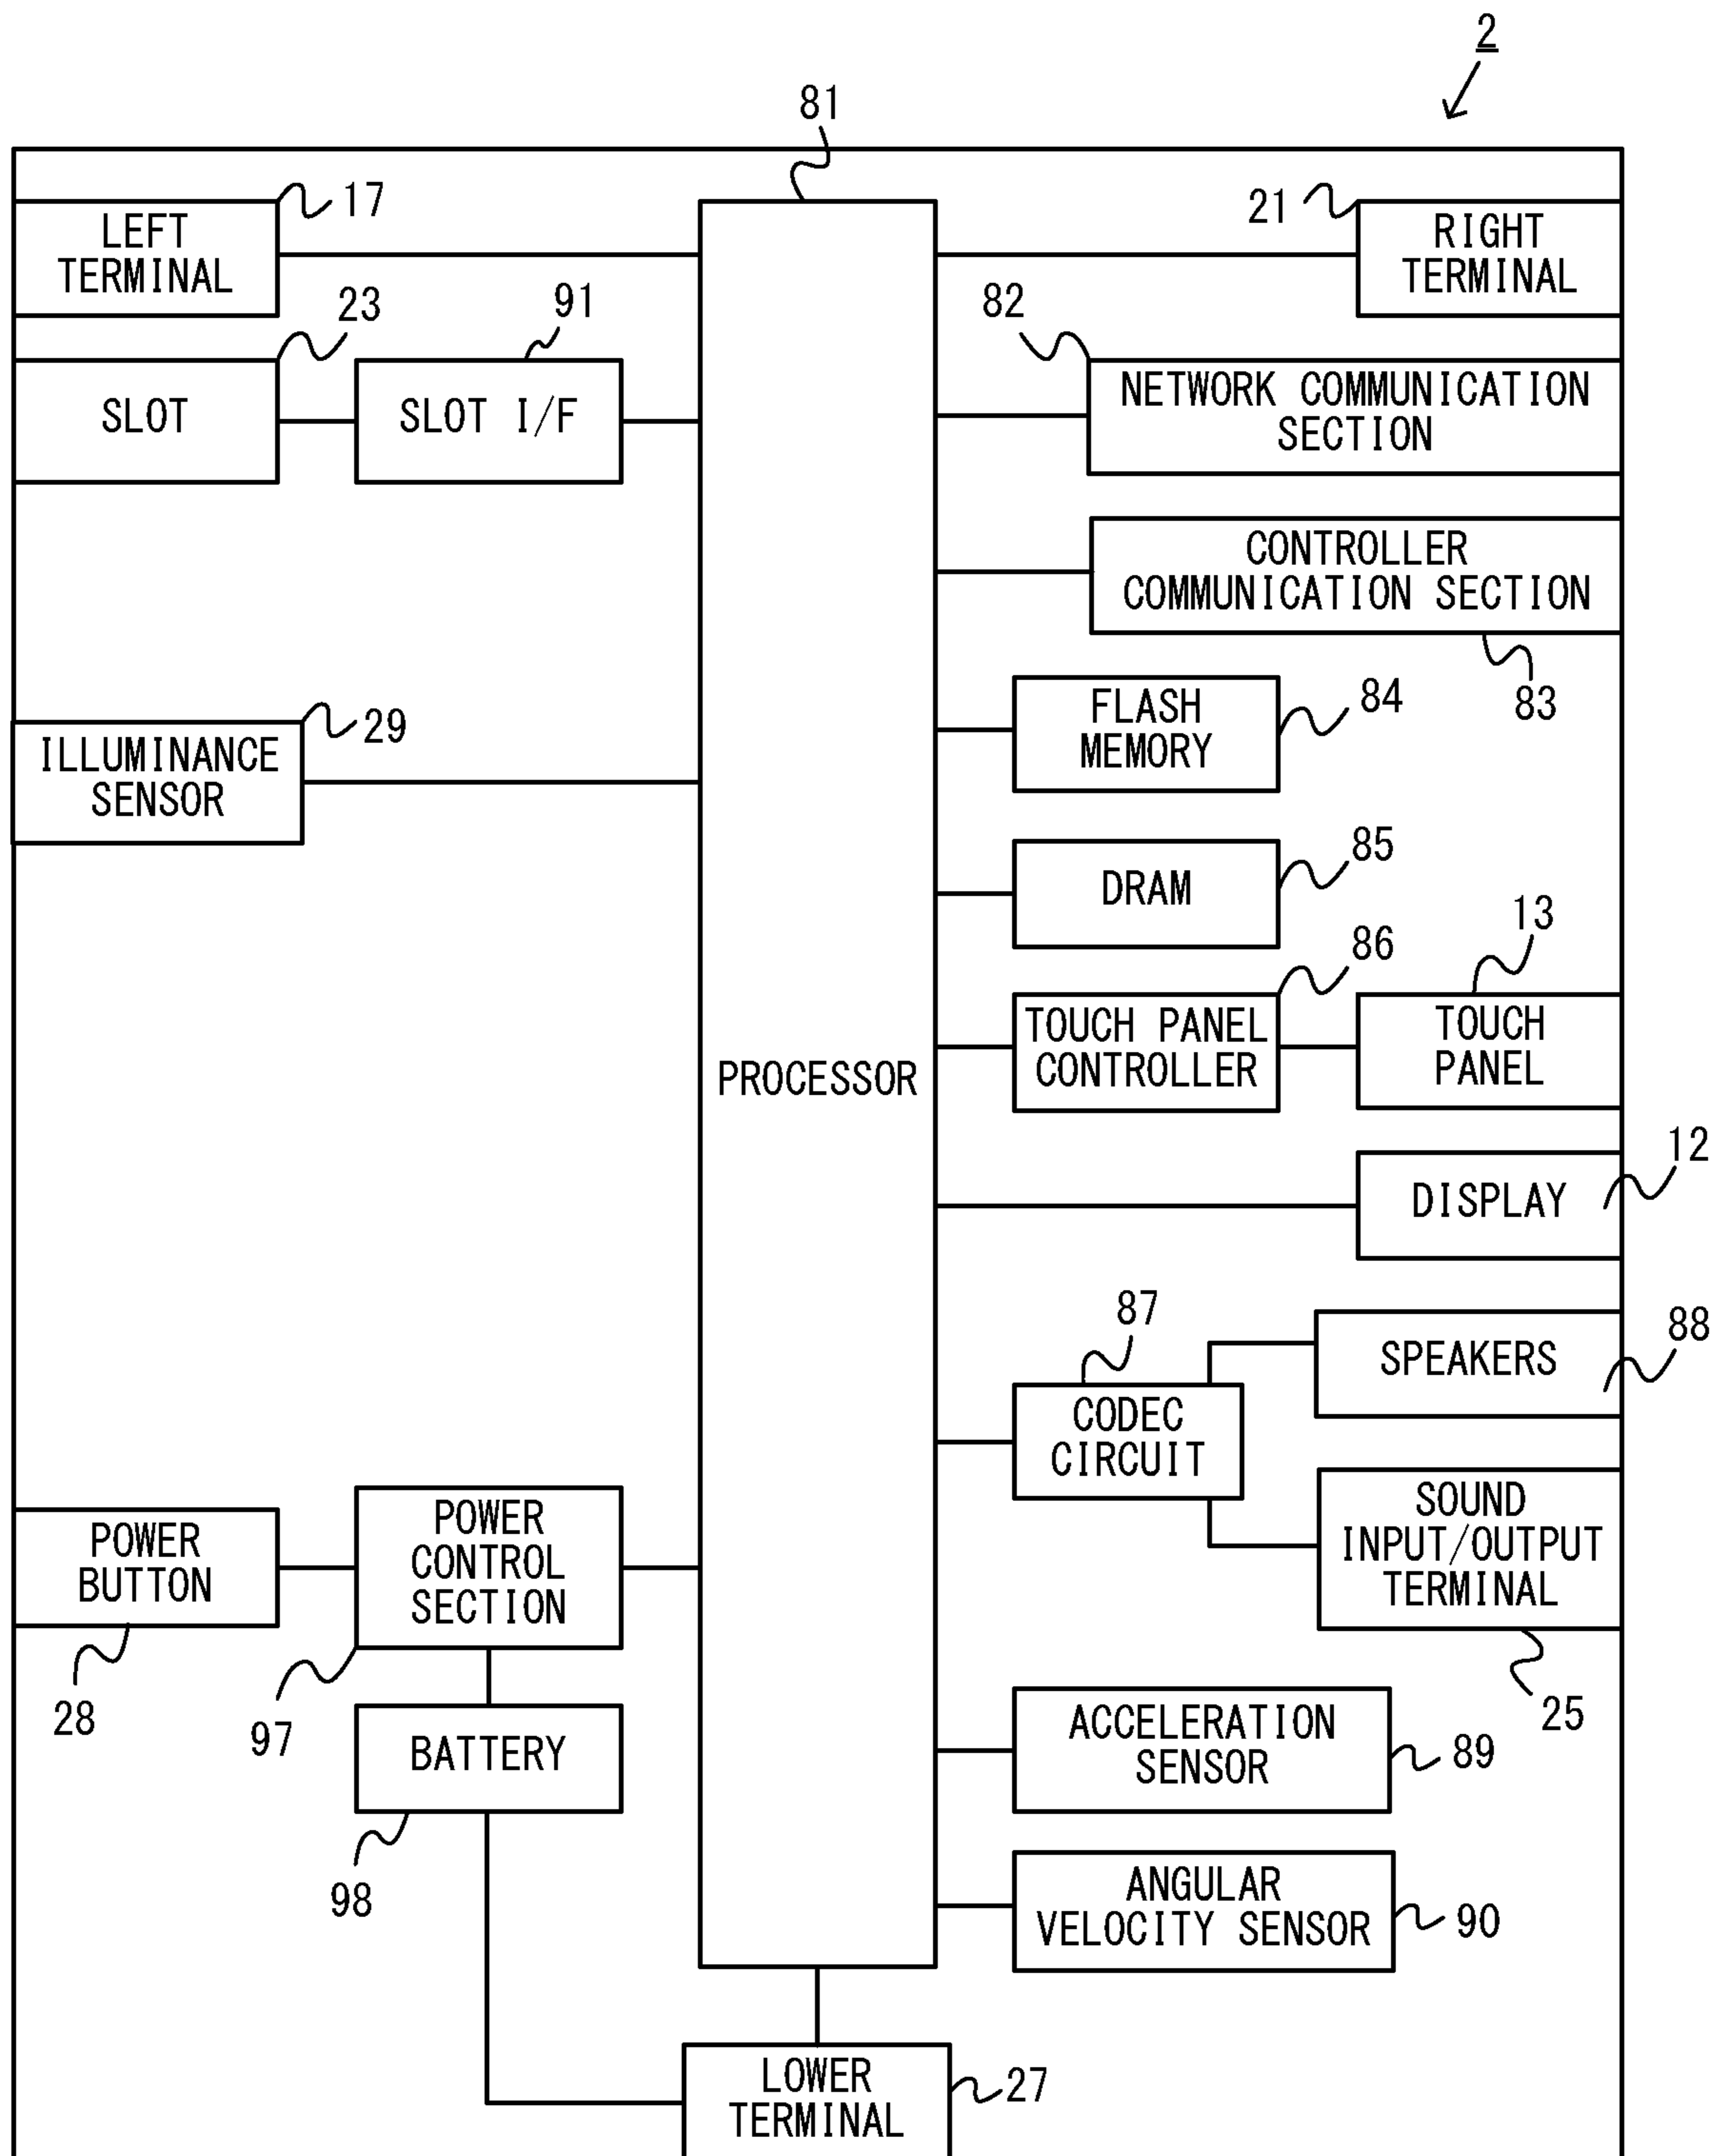 2
81
17
LEFT
TERMINAL
21
RIGHT
TERMINAL
23
SLOT
91
SLOT I/F
82
NETWORK COMMUNICATION
SECTION
CONTROLLER
COMMUNICATION SECTION
83
29
ILLUMINANCE
SENSOR
FLASH
MEMORY
84
DRAM
85
86
TOUCH PANEL
CONTROLLER
13
TOUCH
PANEL
PROCESSOR
DISPLAY
12
87
CODEC
CIRCUIT
SPEAKERS
88
SOUND
INPUT/OUTPUT
TERMINAL
25
POWER
BUTTON
28
POWER
CONTROL
SECTION
97
BATTERY
98
ACCELERATION
SENSOR
89
ANGULAR
VELOCITY SENSOR
90
LOWER
TERMINAL
27